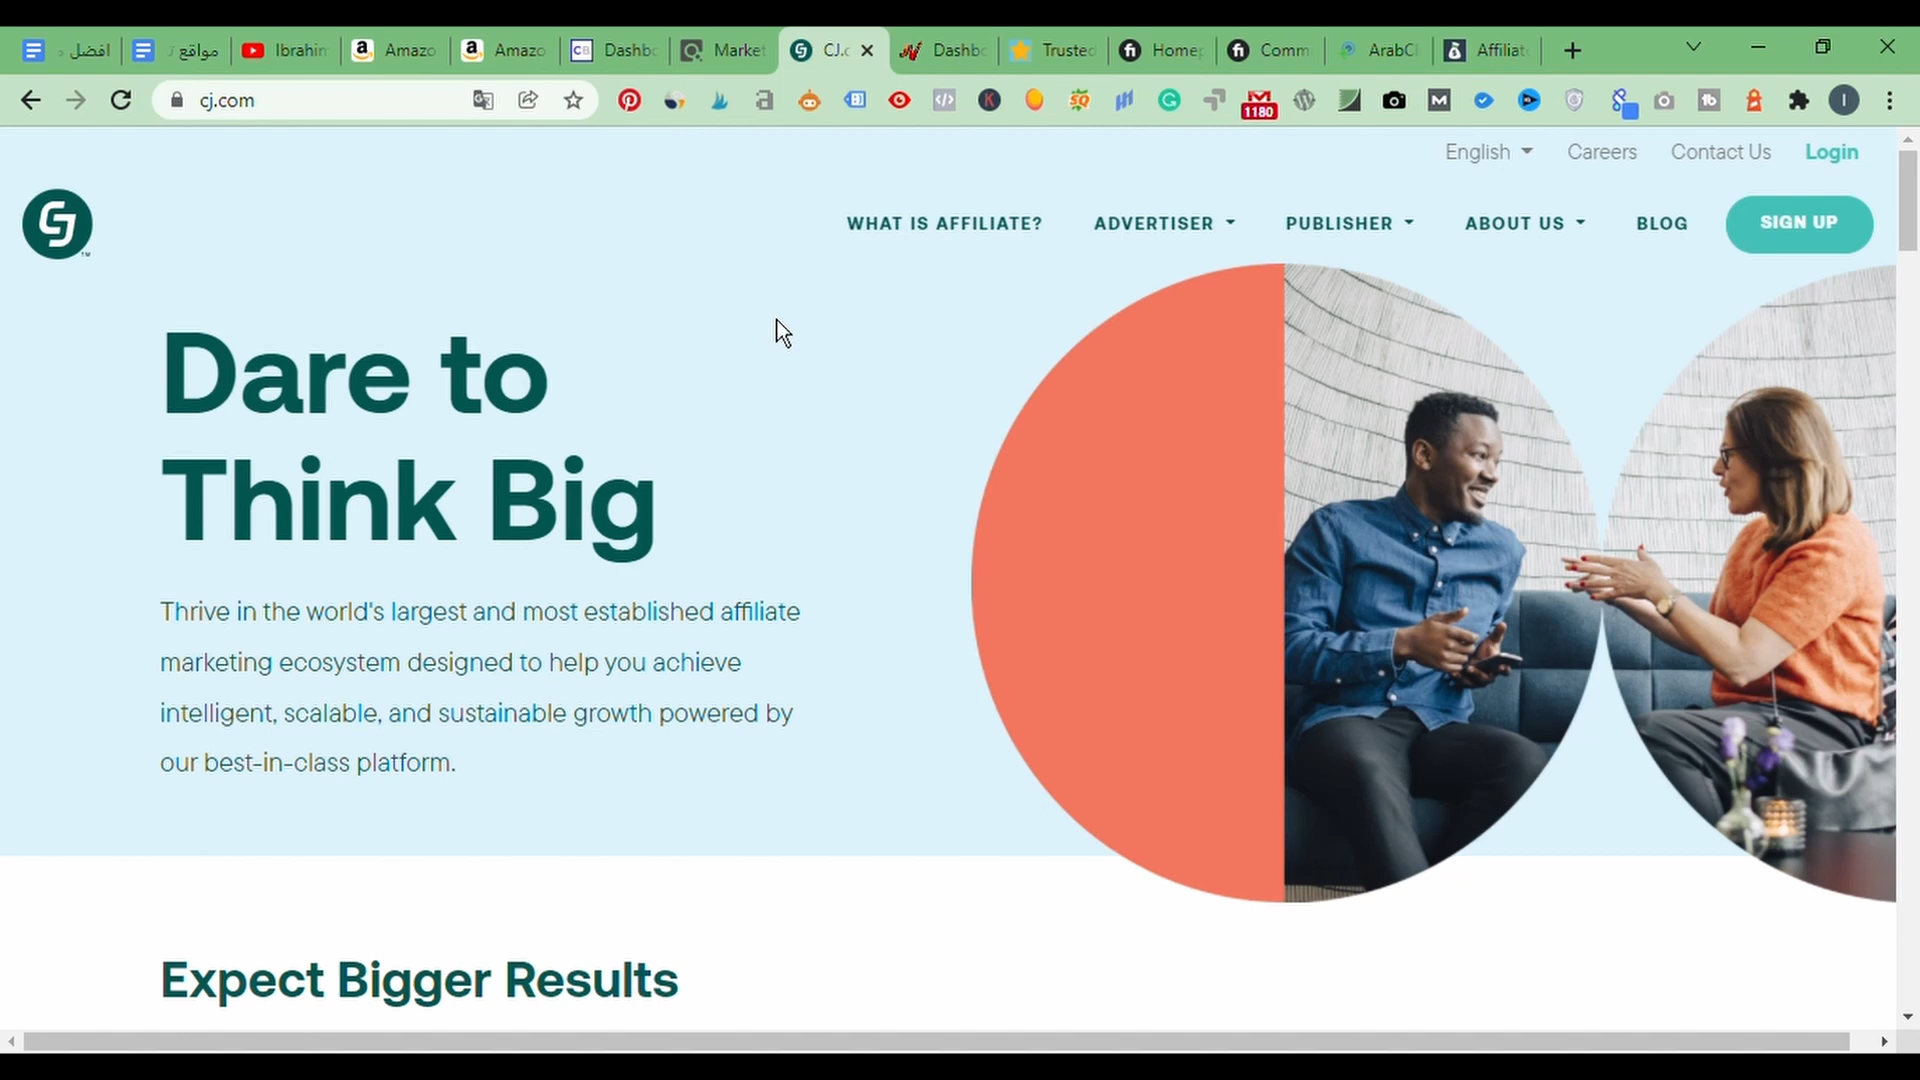 افضل
مواقع
Ibrahim
Amazo
Amazo
Dashbo
Market
CJ.c
Dashbo
Trusted
Home
Comm
ArabCl
Affiliat
cj.com
1180
English
Careers
Contact Us
Login
WHAT IS AFFILIATE?
ADVERTISER
PUBLISHER
ABOUT US
BLOG
SIGN UP
Dare to
Think Big
Thrive in the world's largest and most established affiliate
marketing ecosystem designed to help you achieve
intelligent, scalable, and sustainable growth powered by
our best-in-class platform.
Expect Bigger Results